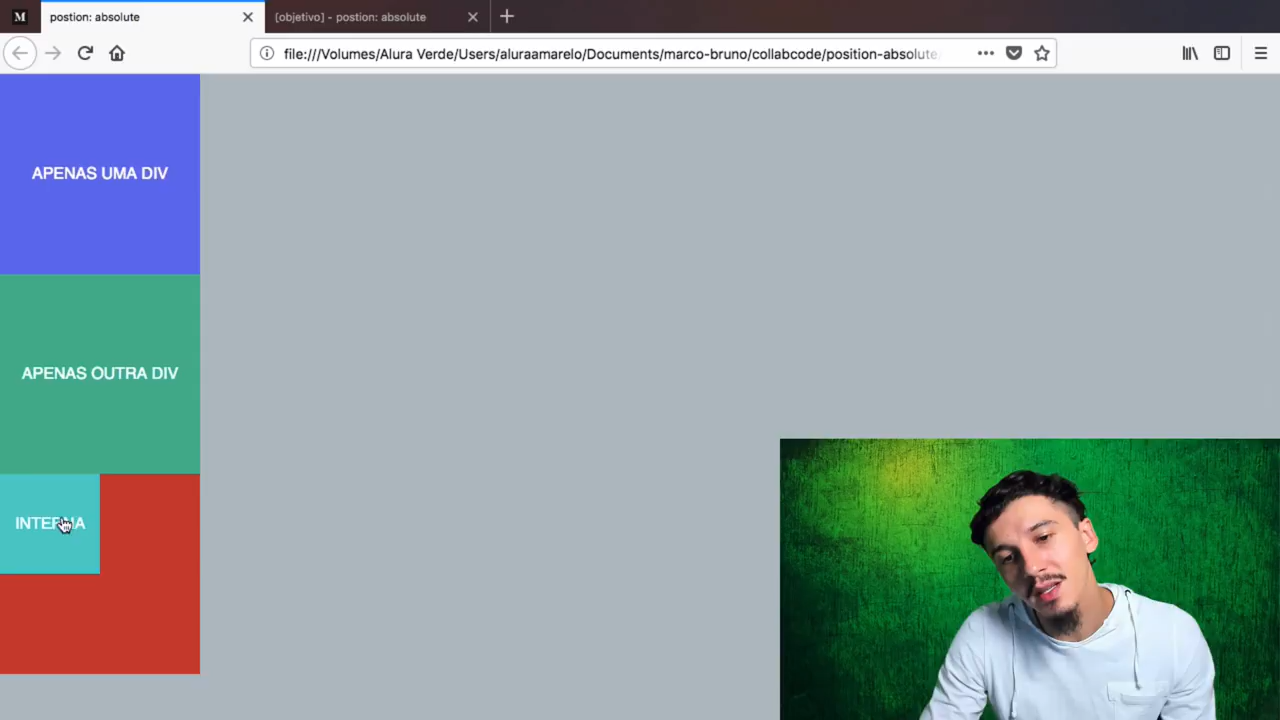 M
postion: absolute
[objetivo] - postion: absolute
file:///Volumes/Alura Verde/Users/aluraamarelo/Documents/marco-bruno/collabcode/position-absolute
APENAS UMA DIV
APENAS OUTRA DIV
INTERNA